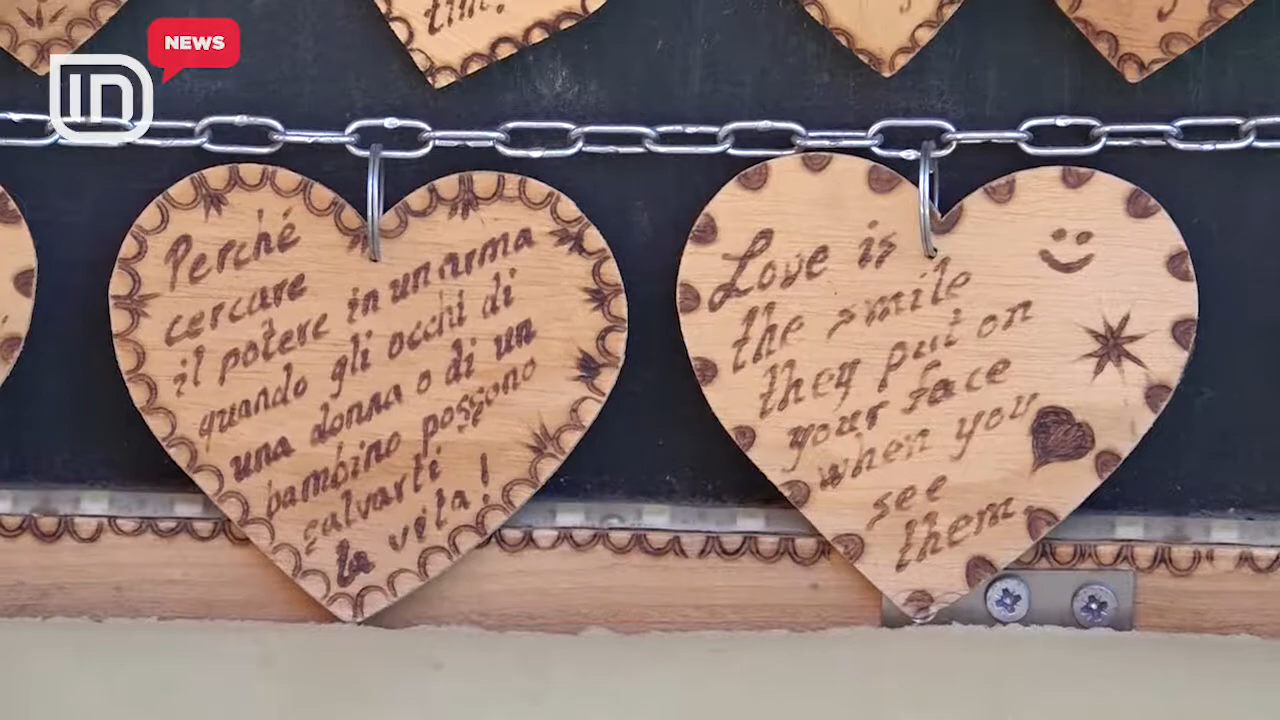 NEWS
IN
Perché
cercare
il potere in un arma
quando gli occhi di
una donna o di un
bambino possono
salvarti
la vita!
Love is
the smile
they put on
your face
when you
see
them.